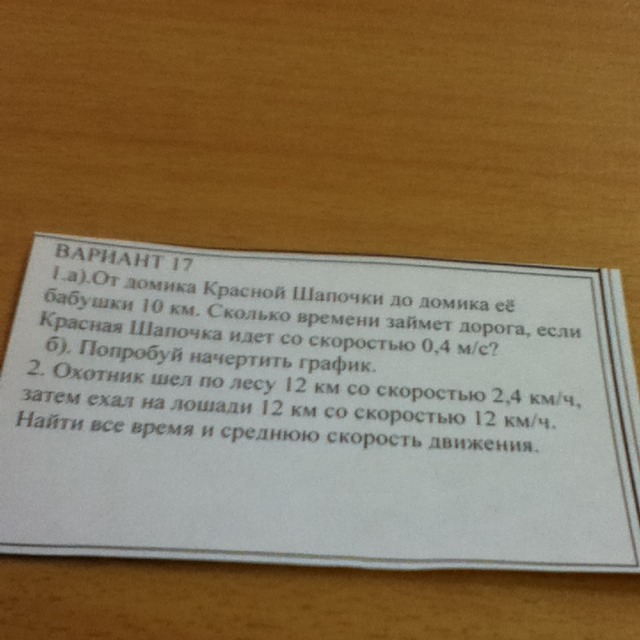 ВАРИАНТ 17
1.а).От домика Красной Шапочки до домика её
бабушки 10 км. Сколько времени займет дорога, если
Красная Шапочка идет со скоростью 0,4 м/с?
б). Попробуй начертить график.
2. Охотник шел по лесу 12 км со скоростью 2,4 км/ч,
затем ехал на лошади 12 км со скоростью 12 км/ч.
Найти все время и среднюю скорость движения.